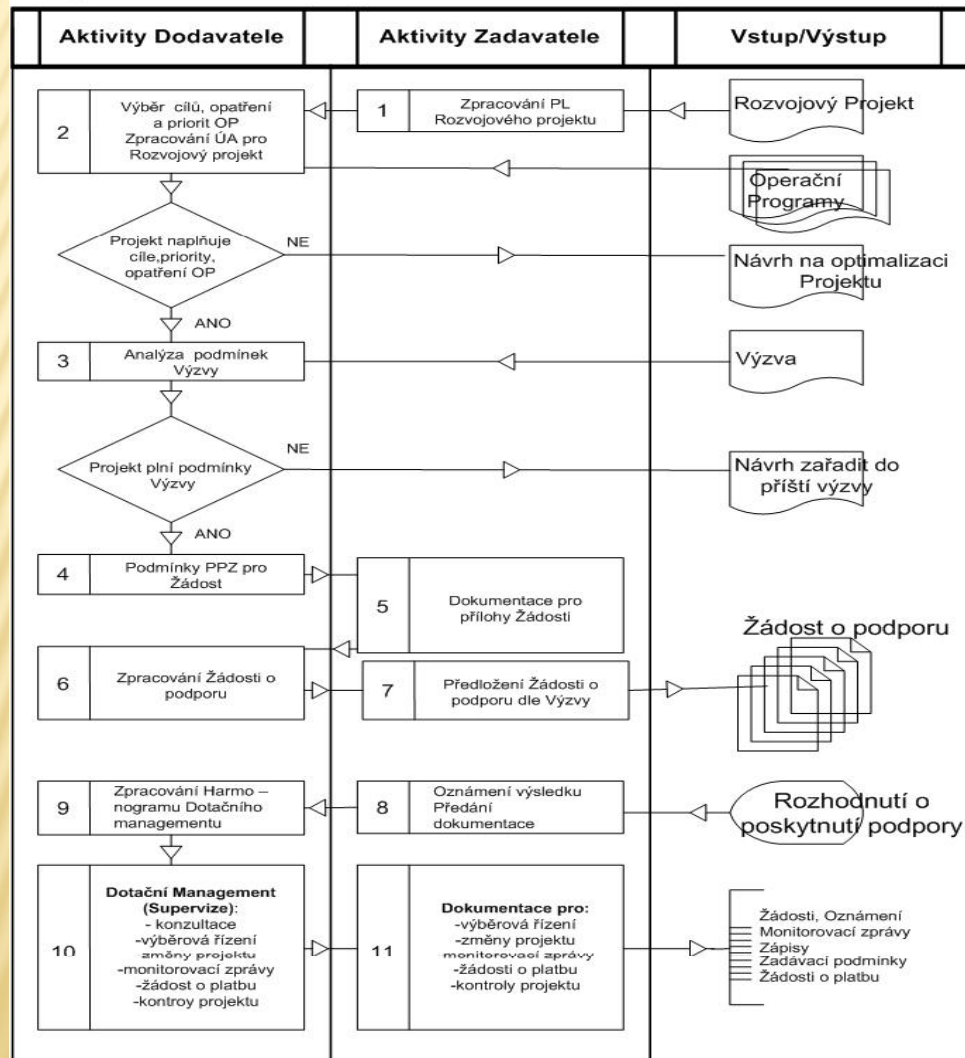 Aktivity Dodavatele
Aktivity Zadavatele
Vstup/Výstup
2
Výběr cílů, opatření
a priorit OP
Zpracování ÚA pro
Rozvojový projekt
1
Zpracování PL
Rozvojového projektu
Rozvojový Projekt
Operační
Programy
Projekt naplňuje
cíle,priority,
opatření OP
NE
Návrh na optimalizaci
Projektu
ANO
3
Analýza podmínek
Výzvy
Výzva
Projekt plní podmínky
Výzvy
NE
Návrh zařadit do
příští výzvy
ANO
4
Podmínky PPZ pro
Žádost
5
Dokumentace pro
přílohy Žádosti
Žádost o podporu
6
Zpracování Žádosti o
podporu
7
Předložení Žádosti o
podporu dle Výzvy
9
Zpracování Harmo –
nogramu Dotačního
managementu
8
Oznámení výsledku
Předání
dokumentace
Rozhodnutí o
poskytnutí podpory
10
Dotační Management
(Supervize):
- konzultace
-výběrová řízení
změny projektu
-monitorovací zprávy
-žádost o platbu
-kontroy projektu
11
Dokumentace pro:
-výběrová řízení
-změny projektu
monitorovací zprávy
-žádosti o platbu
-kontroly projektu
Žádosti, Oznámení
Monitorovací zprávy
Zápisy
Zadávací podmínky
Žádosti o platbu